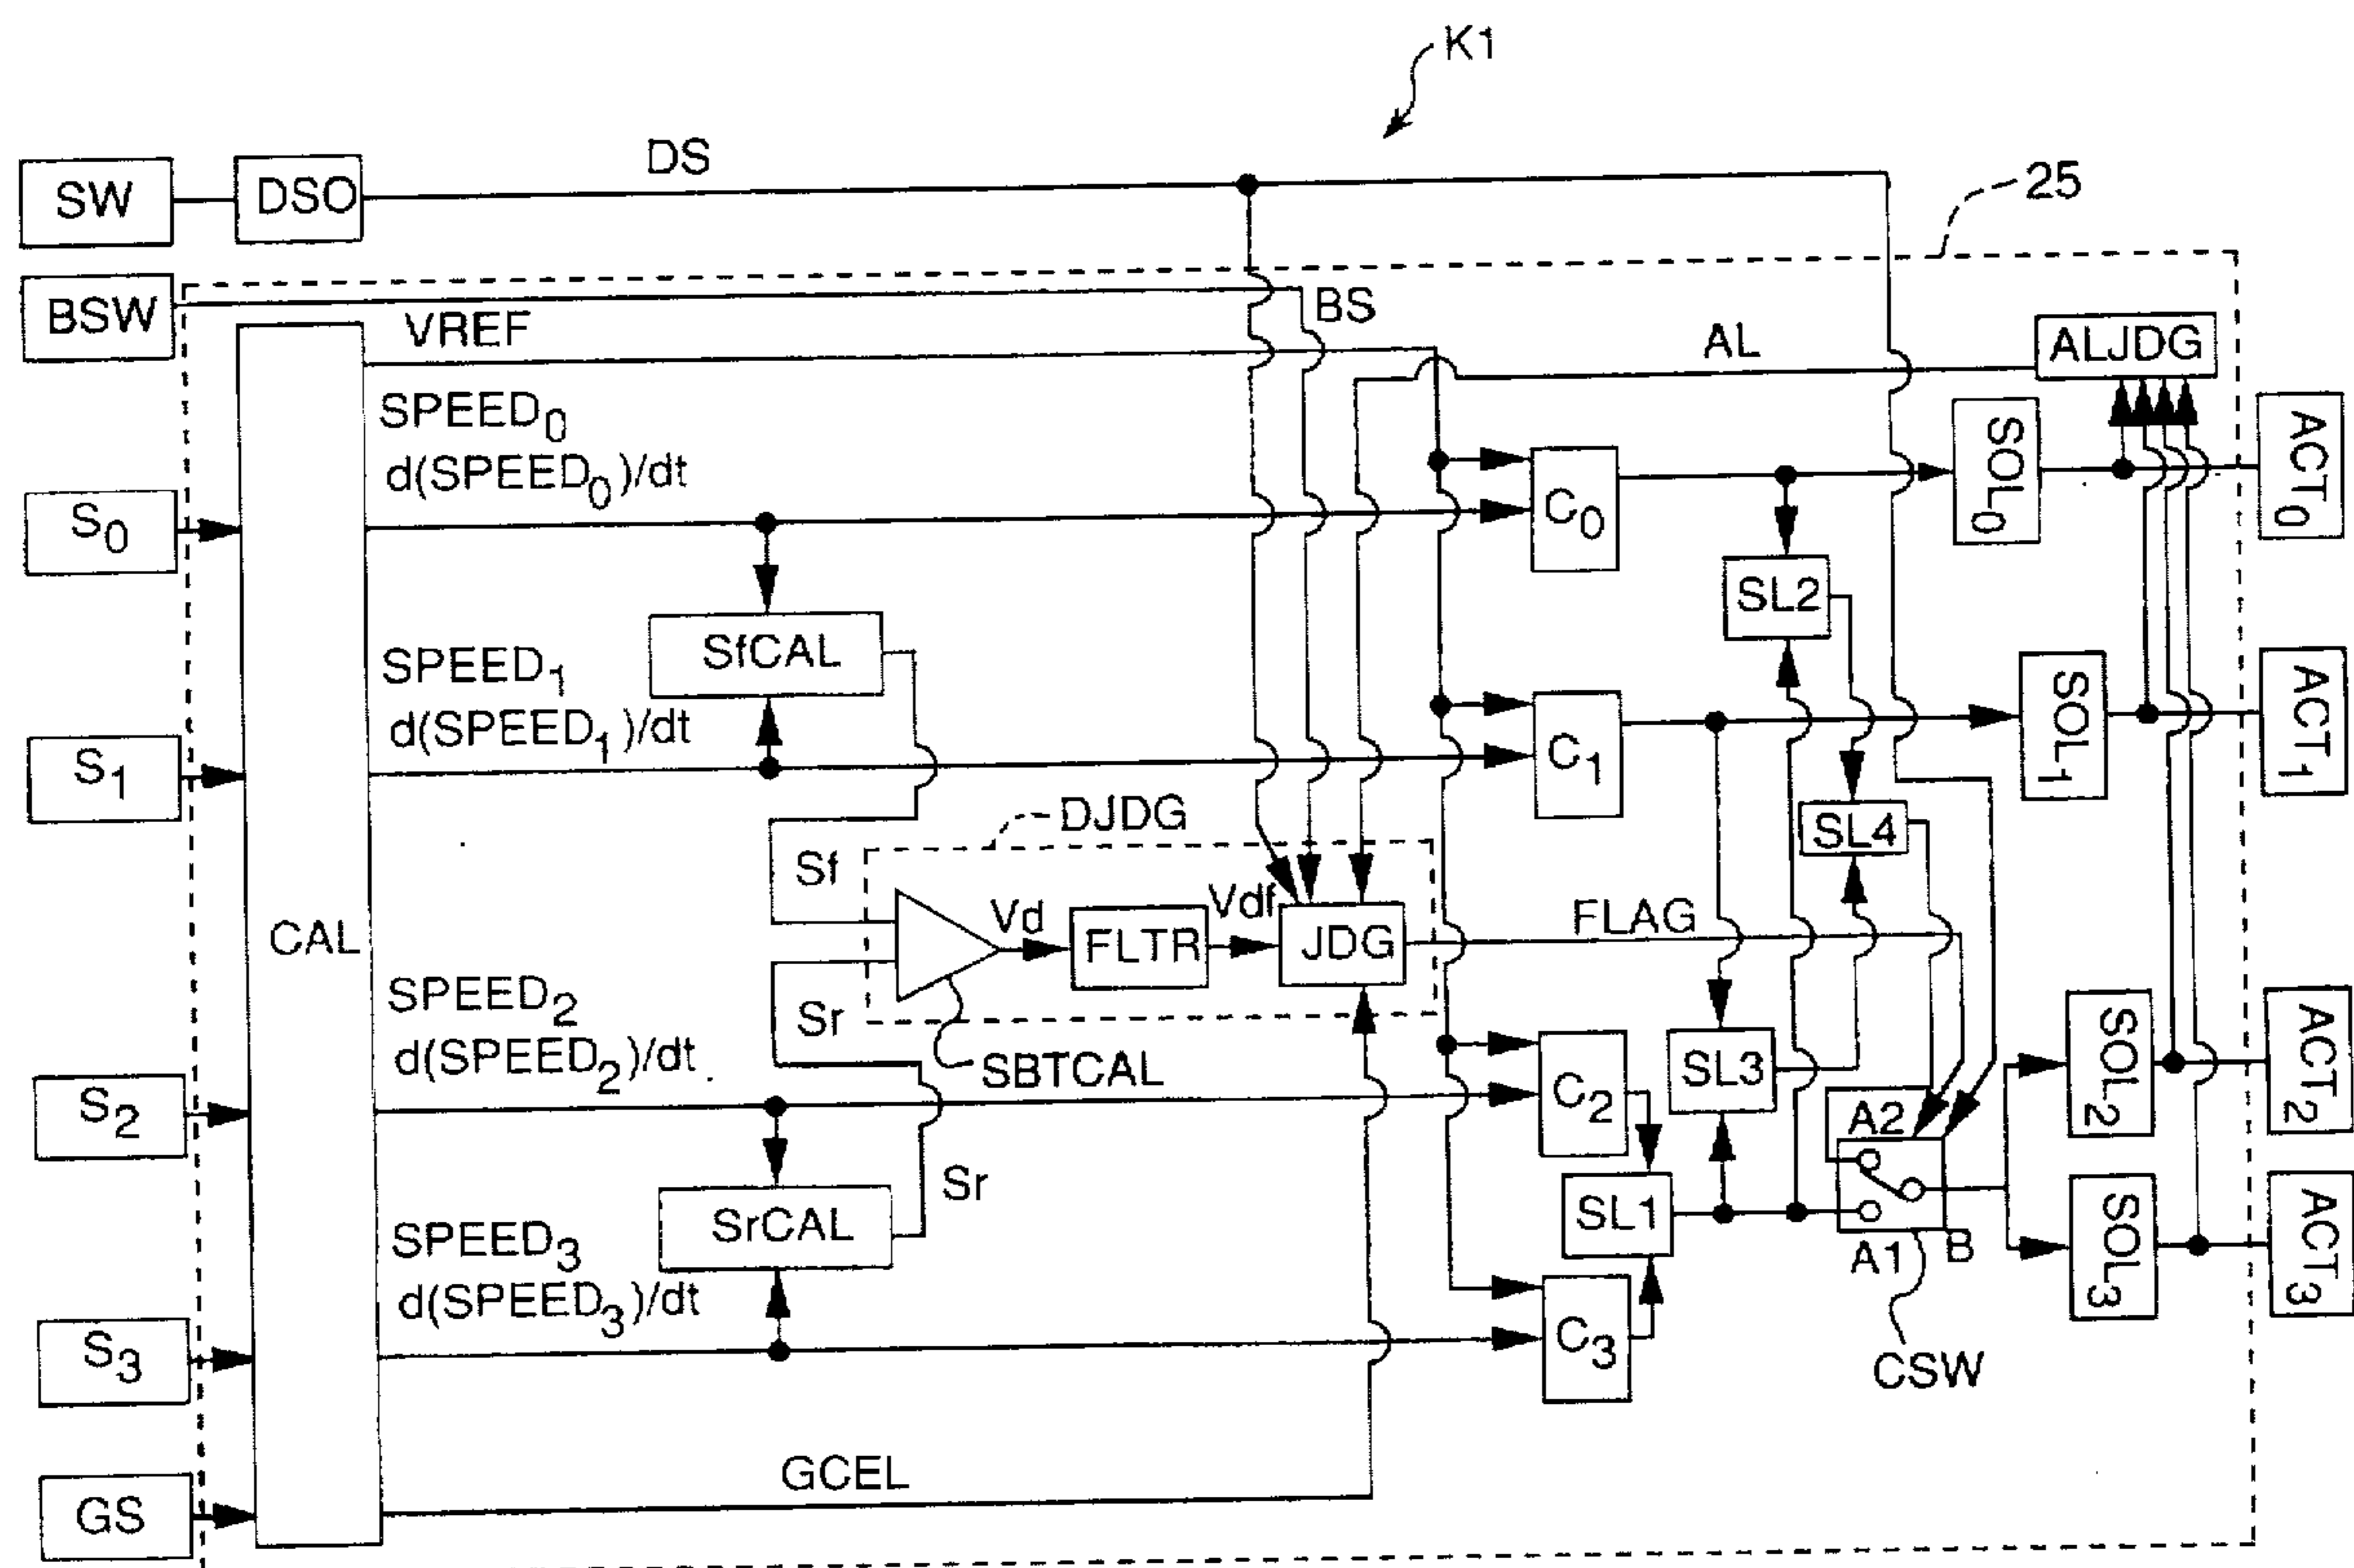 K1
SW
DSO
DS
25
BSW
VREF
BS
AL
ALJDG
SPEED0
d(SPEED0)/dt
S0
C0
SOL0
ACT0
SL2
SfCAL
SPEED1
d(SPEED1)/dt
S1
C1
SOL1
ACT1
SL4
DJDG
Sf
Vd
Vdf
FLTR
JDG
FLAG
CAL
Sr
SBTCAL
SPEED2
d(SPEED2)/dt
S2
C2
SL3
SOL2
ACT2
A2
Sr
SrCAL
SL1
A1
B
SOL3
ACT3
SPEED3
d(SPEED3)/dt
S3
C3
CSW
GCEL
GS